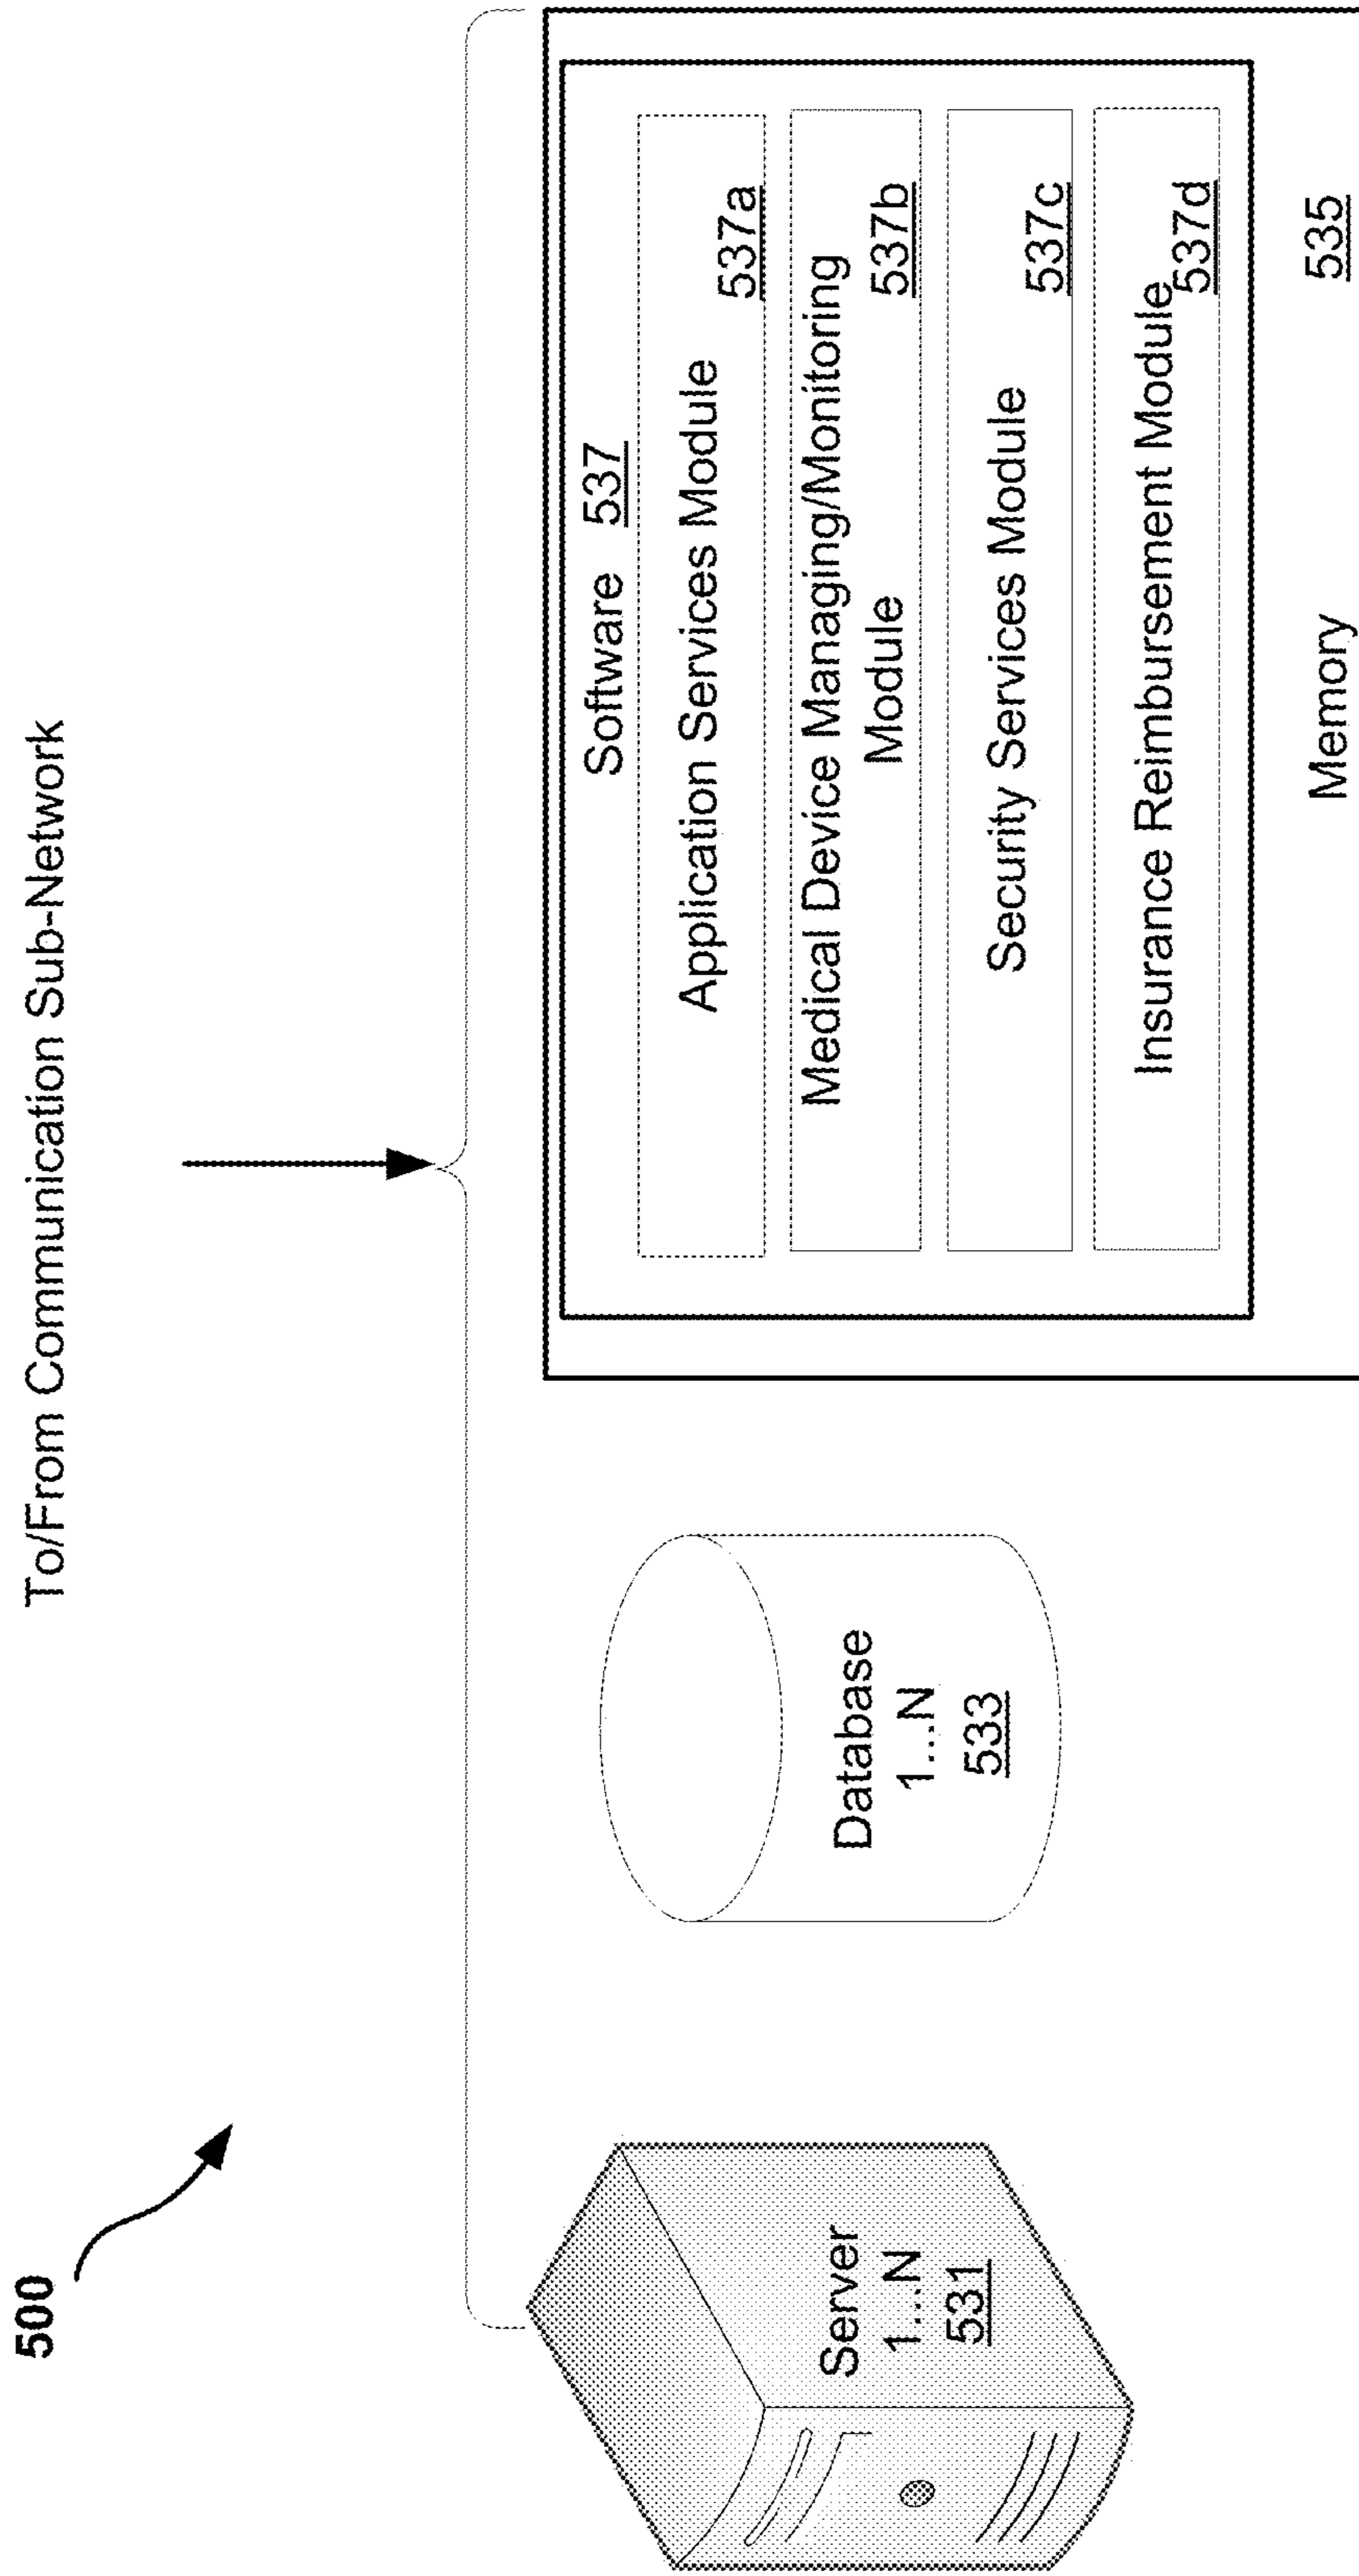 500
To/From Communication Sub-Network
Server
1...N
531
Database
1...N
533
Software 537
Application Services Module
537a
Medical Device Managing/Monitoring
Module
537b
Security Services Module
537c
Insurance Reimbursement Module
537d
Memory 535